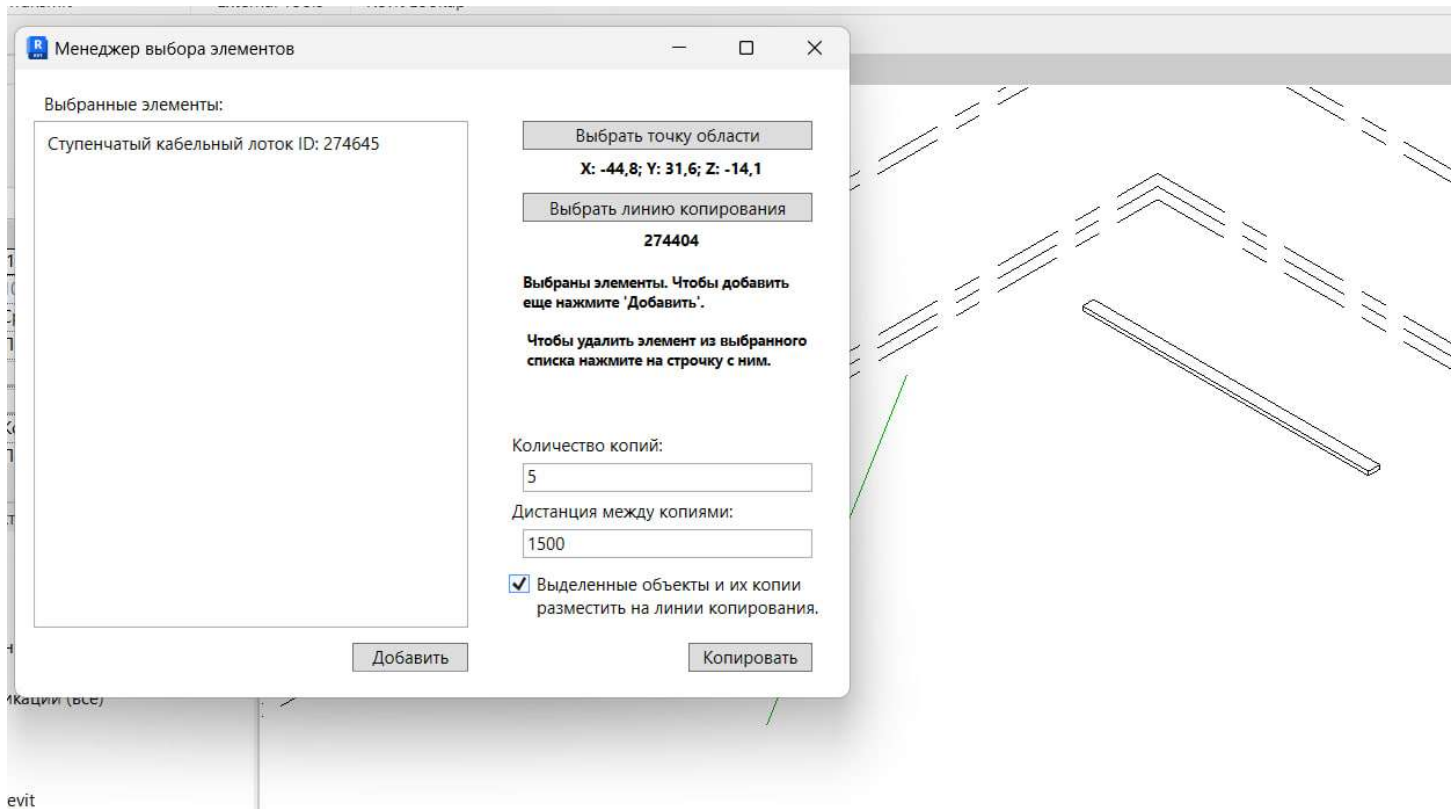 Менеджер выбора элементов
Выбранные элементы:
Ступенчатый кабельный лоток ID: 274645
Выбрать точку области
X: -44,8; Y: 31,6; Z: -14,1
Выбрать линию копирования
274404
Выбраны элементы. Чтобы добавить
еще нажмите 'Добавить'.
Чтобы удалить элемент из выбранного
списка нажмите на строчку с ним.
Количество копий:
5
Дистанция между копиями:
1500
Выделенные объекты и их копии
разместить на линии копирования.
Добавить
Копировать
(все)
evit